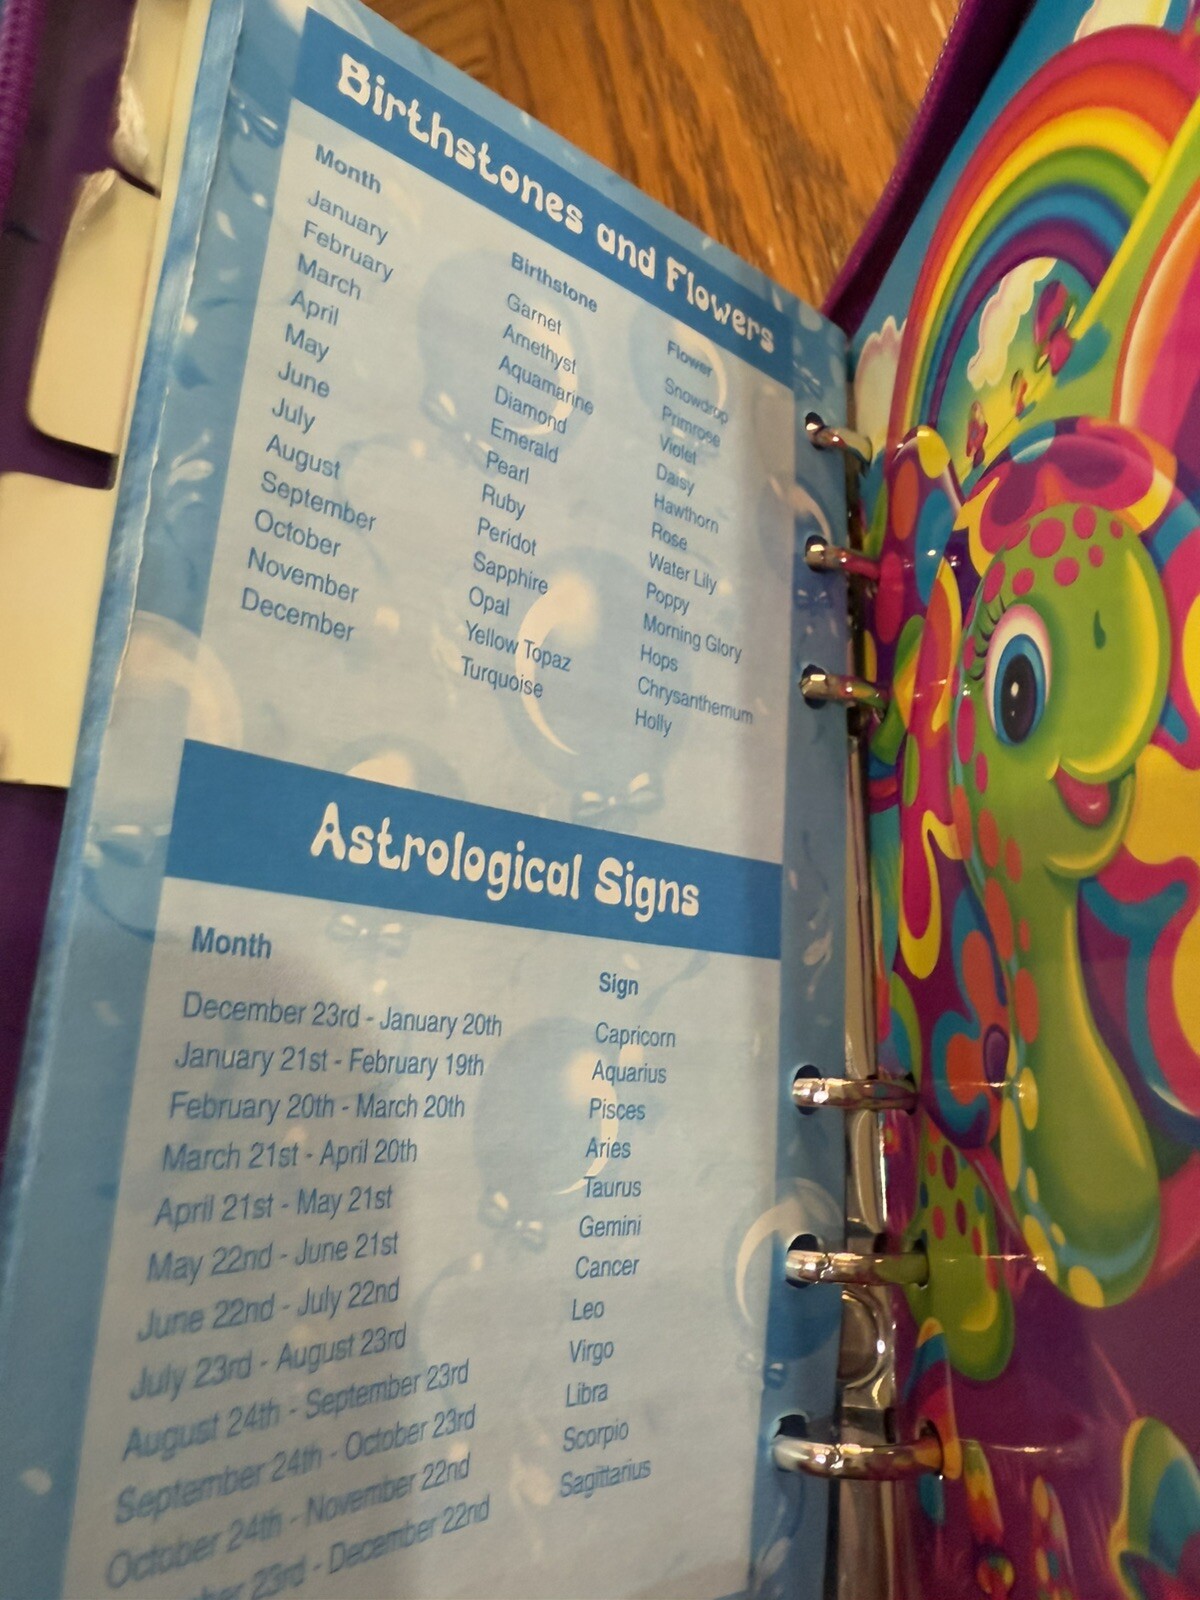 Birthstones and Flowers
Month Birthstone Flower
January Garnet Snowdrop
February Amethyst Primrose
March Aquamarine Violet
April Diamond Daisy
May Emerald Hawthorn
June Pearl Rose
July Ruby Water Lily
August Peridot Poppy
September Sapphire Morning Glory
October Opal Hops
November Yellow Topaz Chrysanthemum
December Turquoise Holly
Astrological Signs
Month Sign
December 23rd - January 20th Capricorn
January 21st - February 19th Aquarius
February 20th - March 20th Pisces
March 21st - April 20th Aries
April 21st - May 21st Taurus
May 22nd - June 21st Gemini
June 22nd - July 22nd Cancer
July 23rd - August 23rd Leo
August 24th - September 23rd Virgo
September 24th - October 23rd Libra
October 24th - November 22nd Scorpio
23rd - December 22nd Sagittarius